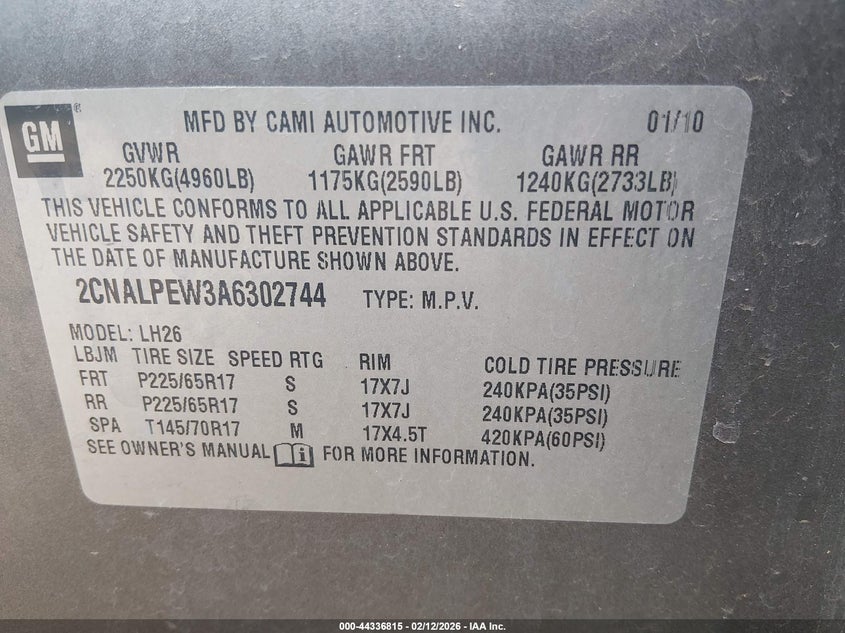 GM ®
MFD BY CAMI AUTOMOTIVE INC. 01/10
GVWR GAWR FRT GAWR RR
2250KG(4960LB) 1175KG(2590LB) 1240KG(2733LB)
THIS VEHICLE CONFORMS TO ALL APPLICABLE U.S. FEDERAL MOTOR
VEHICLE SAFETY AND THEFT PREVENTION STANDARDS IN EFFECT ON
THE DATE OF MANUFACTURE SHOWN ABOVE.
2CNALPEW3A6302744 TYPE: M.P.V.
MODEL: LH26
LBJM TIRE SIZE SPEED RTG RIM COLD TIRE PRESSURE
FRT P225/65R17 S 17X7J 240KPA(35PSI)
RR P225/65R17 S 17X7J 240KPA(35PSI)
SPA T145/70R17 M 17X4.5T 420KPA(60PSI)
SEE OWNER'S MANUAL i FOR MORE INFORMATION.
000-44336815 - 02/12/2026 - IAA Inc.